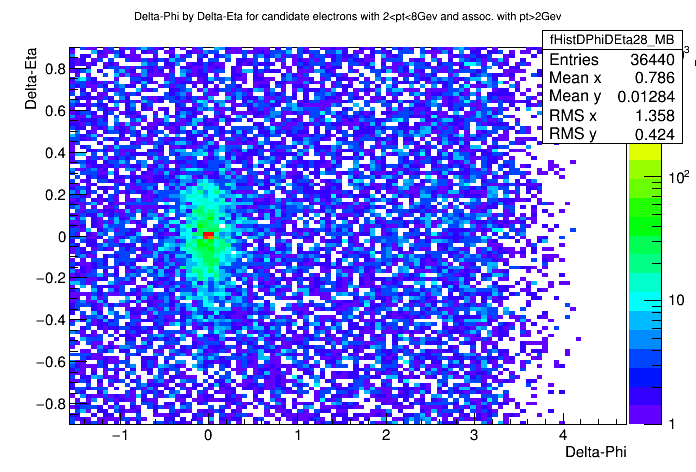 Delta-Phi by Delta-Eta for candidate electrons with 2<pt<8Gev and assoc. with pt>2Gev
Delta-Eta
fHistDPhiDEta28_MB
Entries 36440
Mean x 0.786
Mean y 0.01284
RMS x 1.358
RMS y 0.424
0.8
0.6
0.4
0.2
0
−0.2
−0.4
−0.6
−0.8
−1 0 1 2 3 4
Delta-Phi
3
10²
10
1